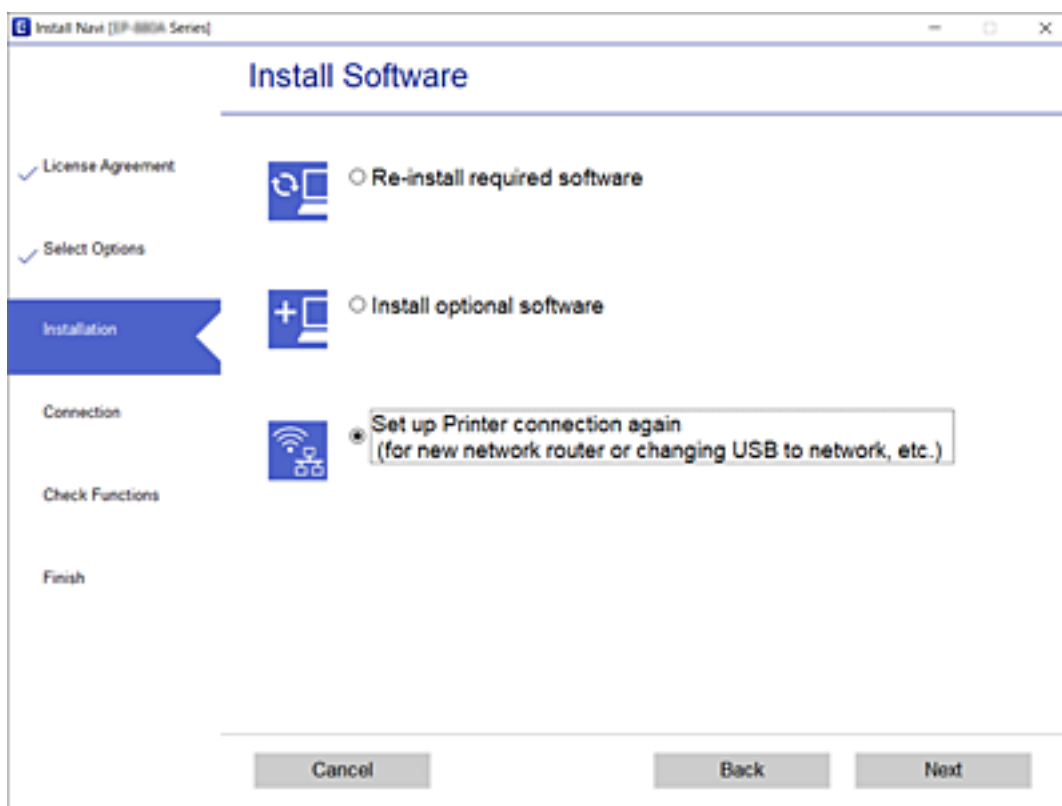 Install Navi [EP-880A Series]
Install Software
License Agreement
Select Options
Installation
Connection
Check Functions
Finish
Re-install required software
Install optional software
Set up Printer connection again
(for new network router or changing USB to network, etc.)
Cancel
Back
Next